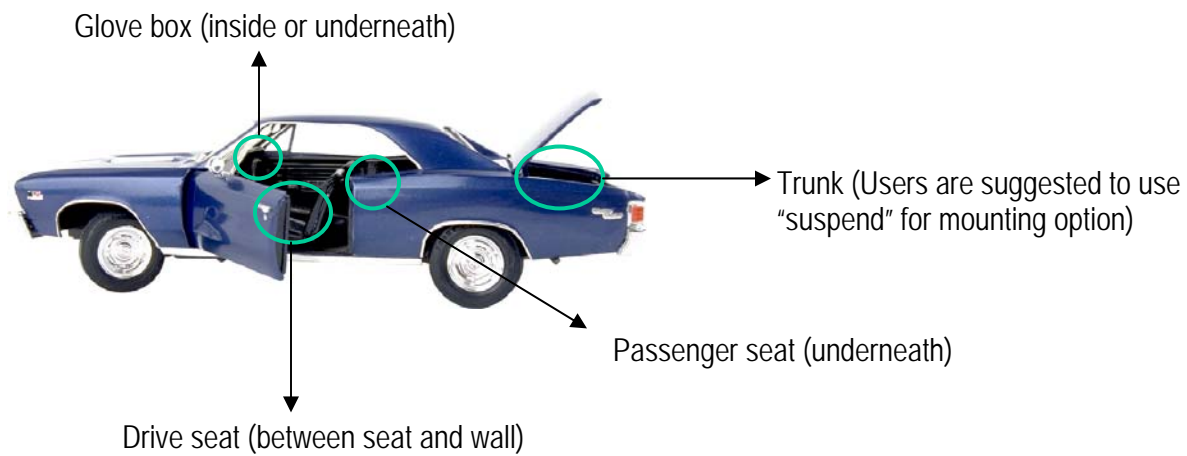 Glove box (inside or underneath)
Trunk (Users are suggested to use
“suspend” for mounting option)
Passenger seat (underneath)
Drive seat (between seat and wall)